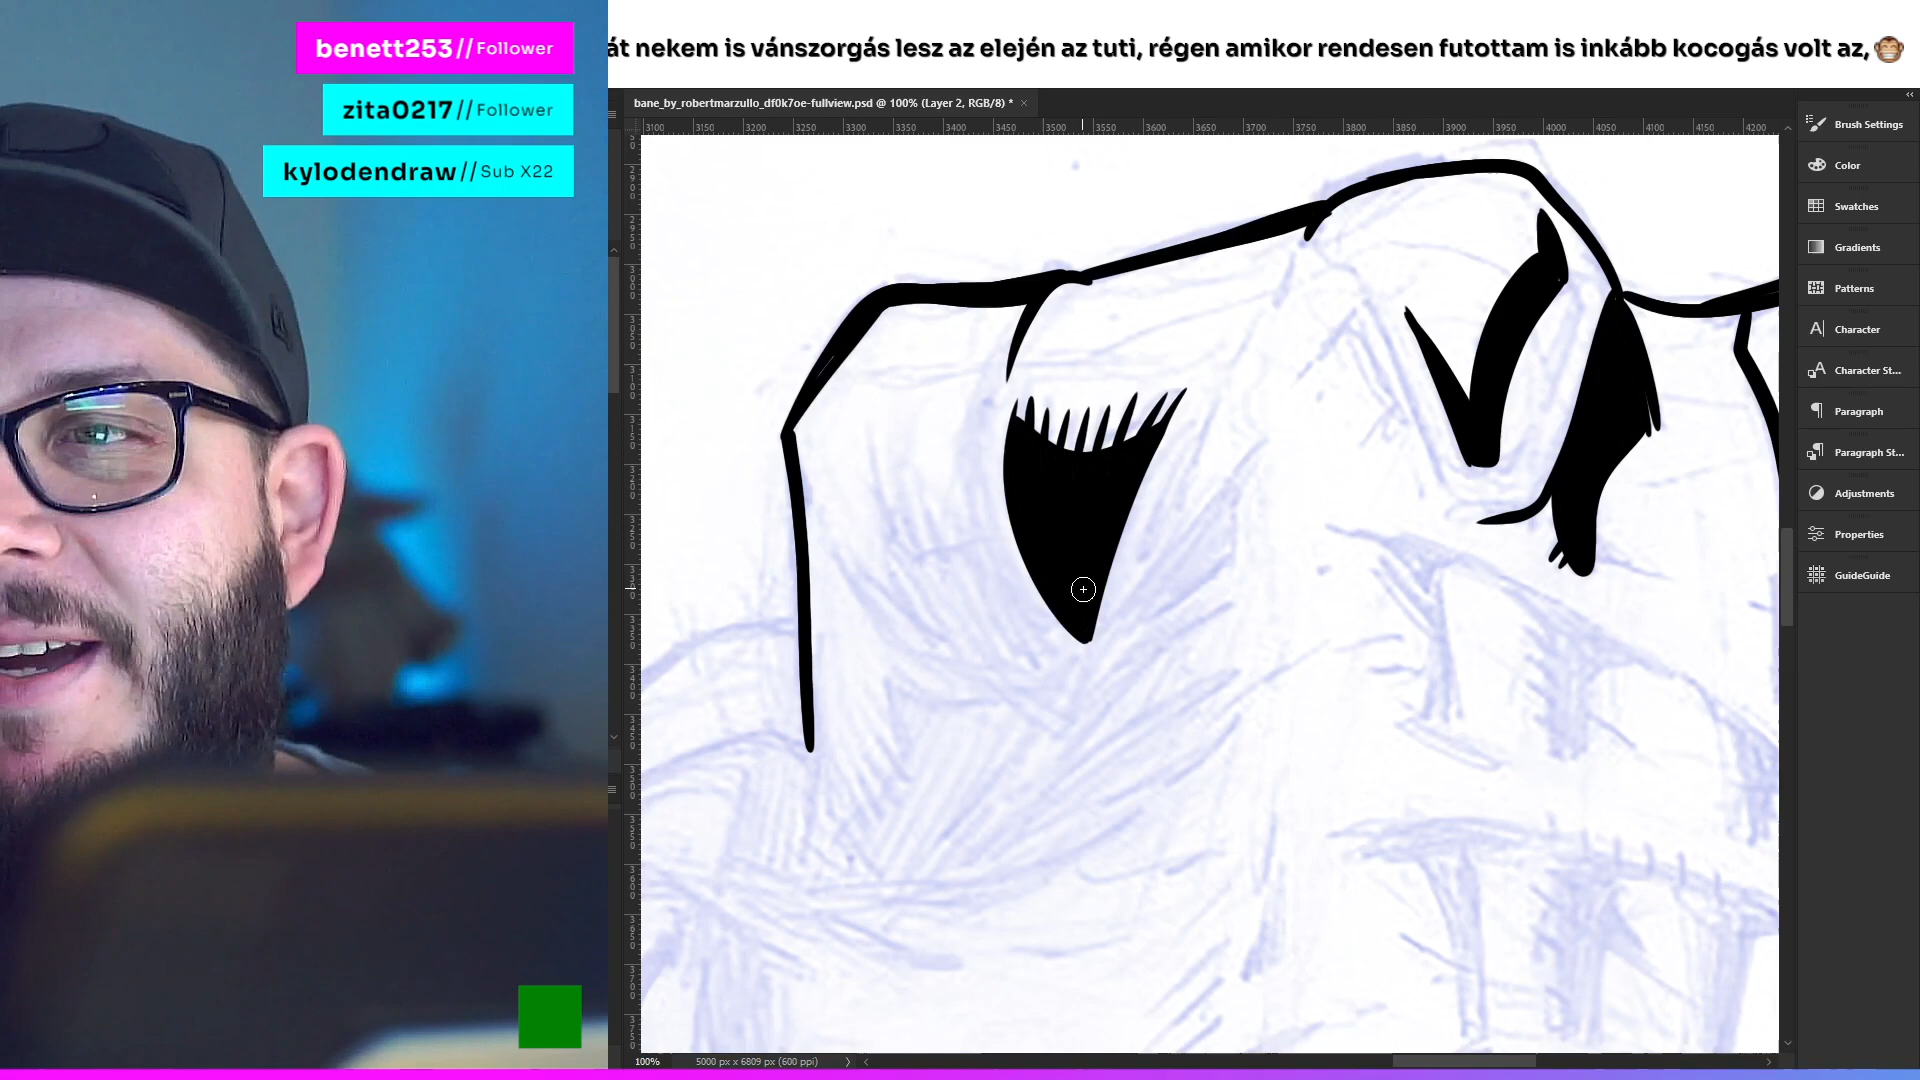 benett253// Follower
zita0217// Follower
kylodendraw// Sub X22
át nekem is vánszorgás lesz az elején az tuti, régen amikor rendesen futottam is inkább kocogás volt az,
bane_by_robertmarzullo_df0k7oe-fullview.psd @ 100% (Layer 2, RGB/8) *
3100 3150 3200 3250 3300 3350 3400 3450 3500 3550 3600 3650 3700 3750 3800 3850 3900 3950 4000 4050 4100 4150 4200
Brush Settings
Color
Swatches
Gradients
Patterns
Character
Character St...
Paragraph
Paragraph St...
Adjustments
Properties
GuideGuide
100% 5000 px x 6809 px (600 ppi)